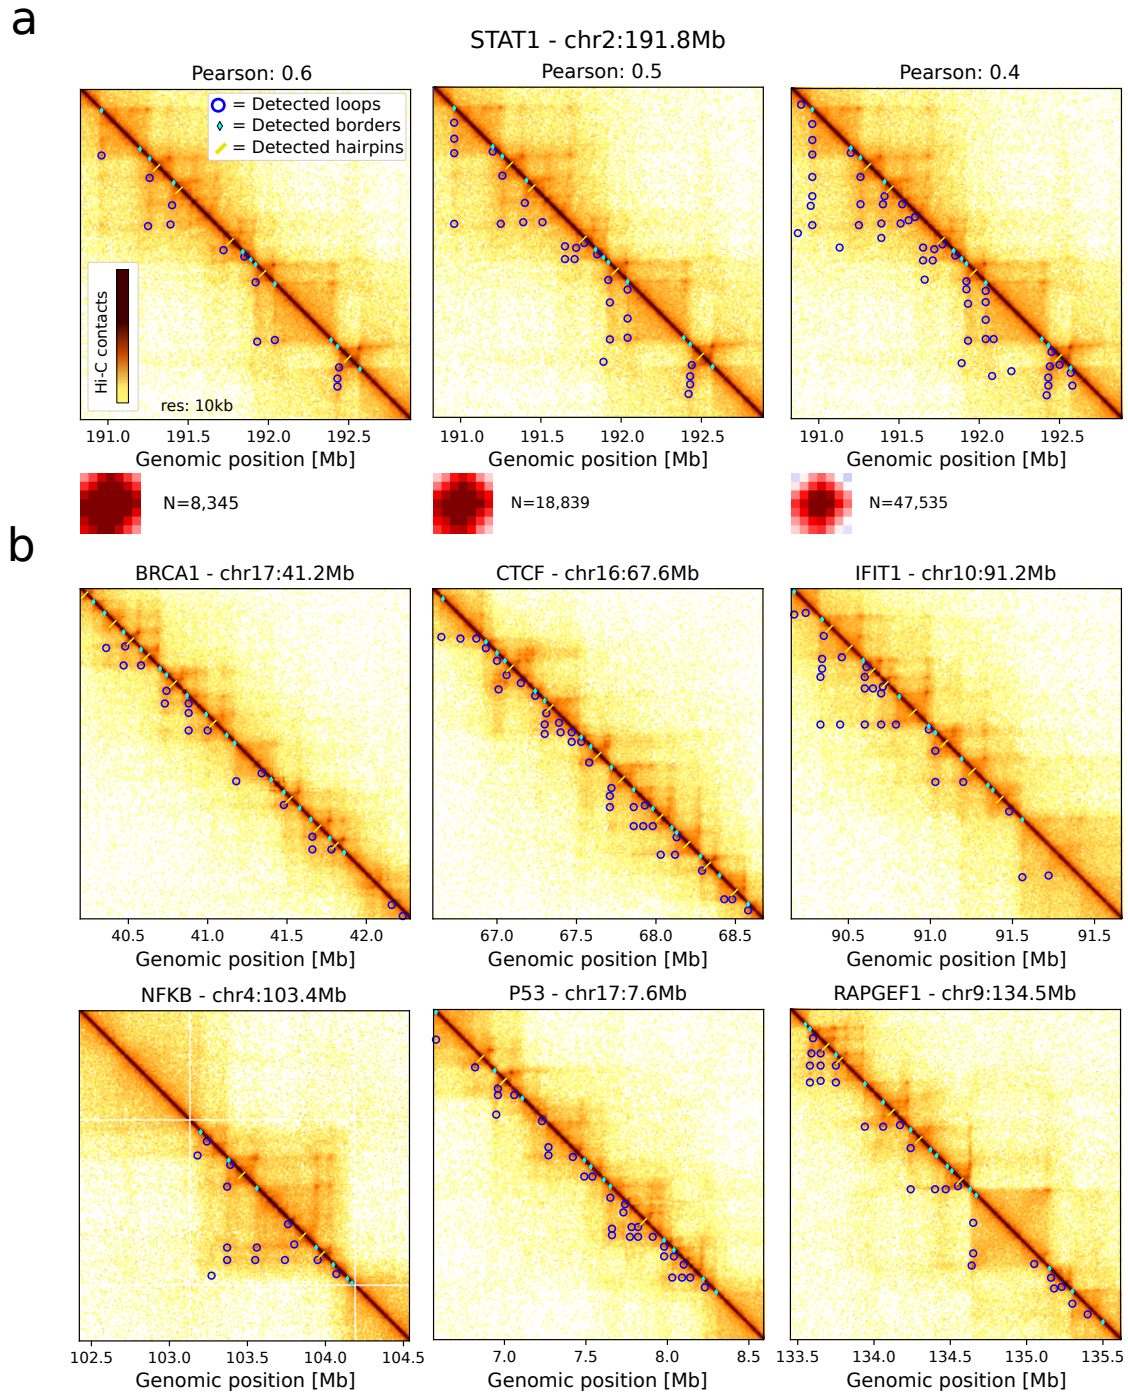 a
STAT1 - chr2:191.8Mb
Pearson: 0.6
Pearson: 0.5
Pearson: 0.4
= Detected loops
= Detected borders
= Detected hairpins
Hi-C contacts
res: 10kb
191.0 191.5 192.0 192.5
191.0 191.5 192.0 192.5
191.0 191.5 192.0 192.5
Genomic position [Mb]
Genomic position [Mb]
Genomic position [Mb]
N=8,345
N=18,839
N=47,535
b
BRCA1 - chr17:41.2Mb
CTCF - chr16:67.6Mb
IFIT1 - chr10:91.2Mb
40.5 41.0 41.5 42.0
67.0 67.5 68.0 68.5
90.5 91.0 91.5 91.5
Genomic position [Mb]
Genomic position [Mb]
Genomic position [Mb]
NFKB - chr4:103.4Mb
P53 - chr17:7.6Mb
RAPGEF1 - chr9:134.5Mb
102.5 103.0 103.5 104.0 104.5
7.0 7.5 8.0 8.5
133.5 134.0 134.5 135.0 135.5
Genomic position [Mb]
Genomic position [Mb]
Genomic position [Mb]